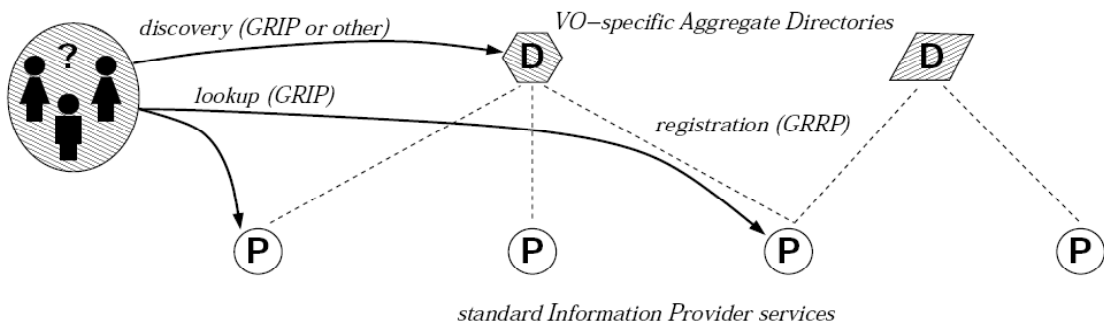 discovery (GRIP or other)
VO−specific Aggregate Directories
?
D
D
lookup (GRIP)
registration (GRRP)
P
P
P
P
standard Information Provider services